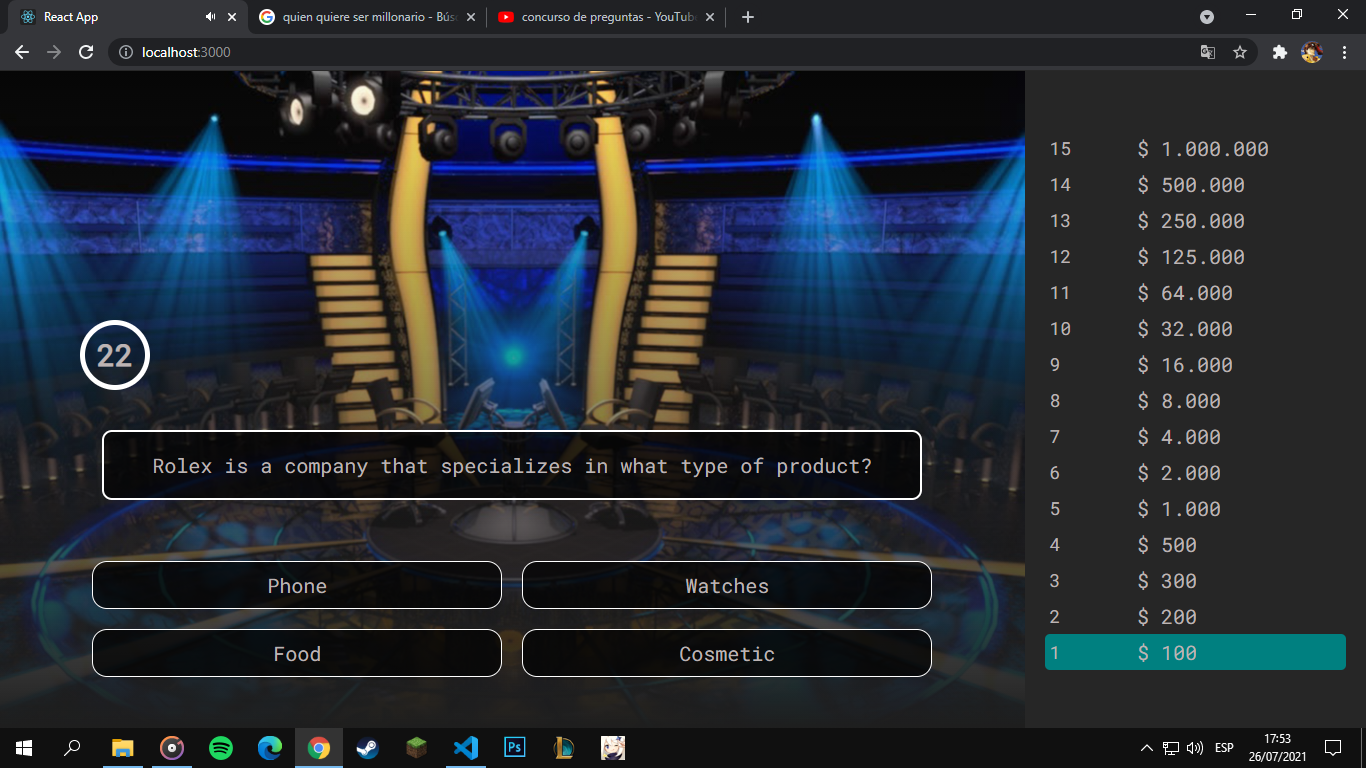 React App
quien quiere ser millonario - Bús
concurso de preguntas - YouTube
localhost:3000
22
Rolex is a company that specializes in what type of product?
Phone
Watches
Food
Cosmetic
15 $ 1.000.000
14 $ 500.000
13 $ 250.000
12 $ 125.000
11 $ 64.000
10 $ 32.000
9 $ 16.000
8 $ 8.000
7 $ 4.000
6 $ 2.000
5 $ 1.000
4 $ 500
3 $ 300
2 $ 200
1 $ 100
Ps
ESP
17:53
26/07/2021